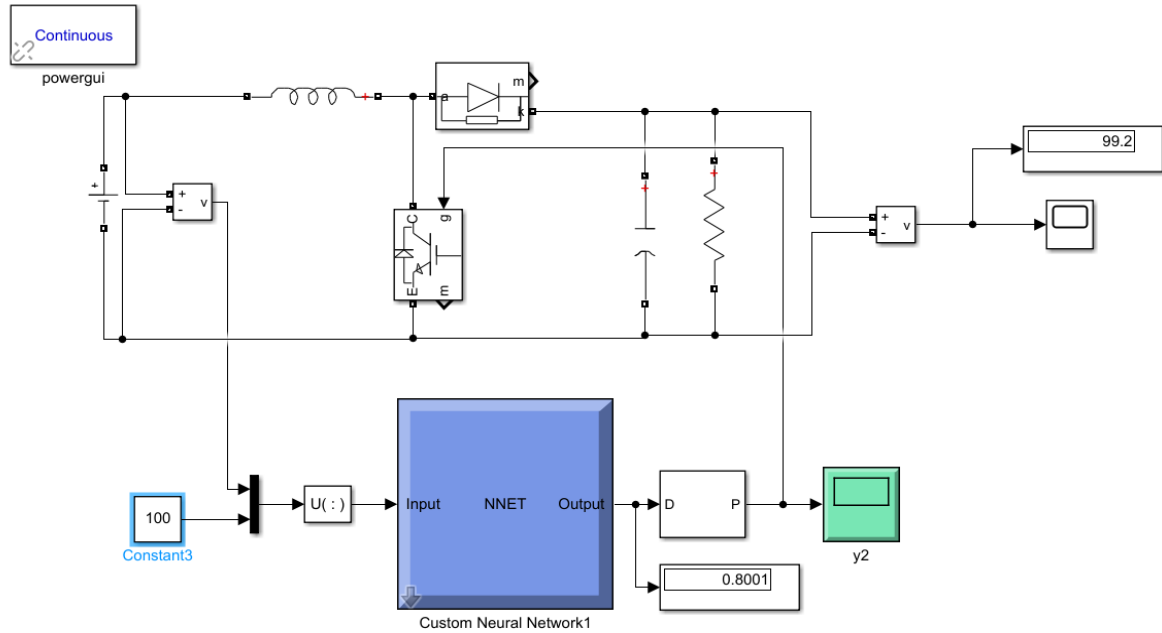 Continuous
powergui
m
a
k
+
+
-
v
C
g
E
m
+
-
v
99.2
100
Constant3
U( : )
Input
NNET
Output
D
P
0.8001
y2
Custom Neural Network1